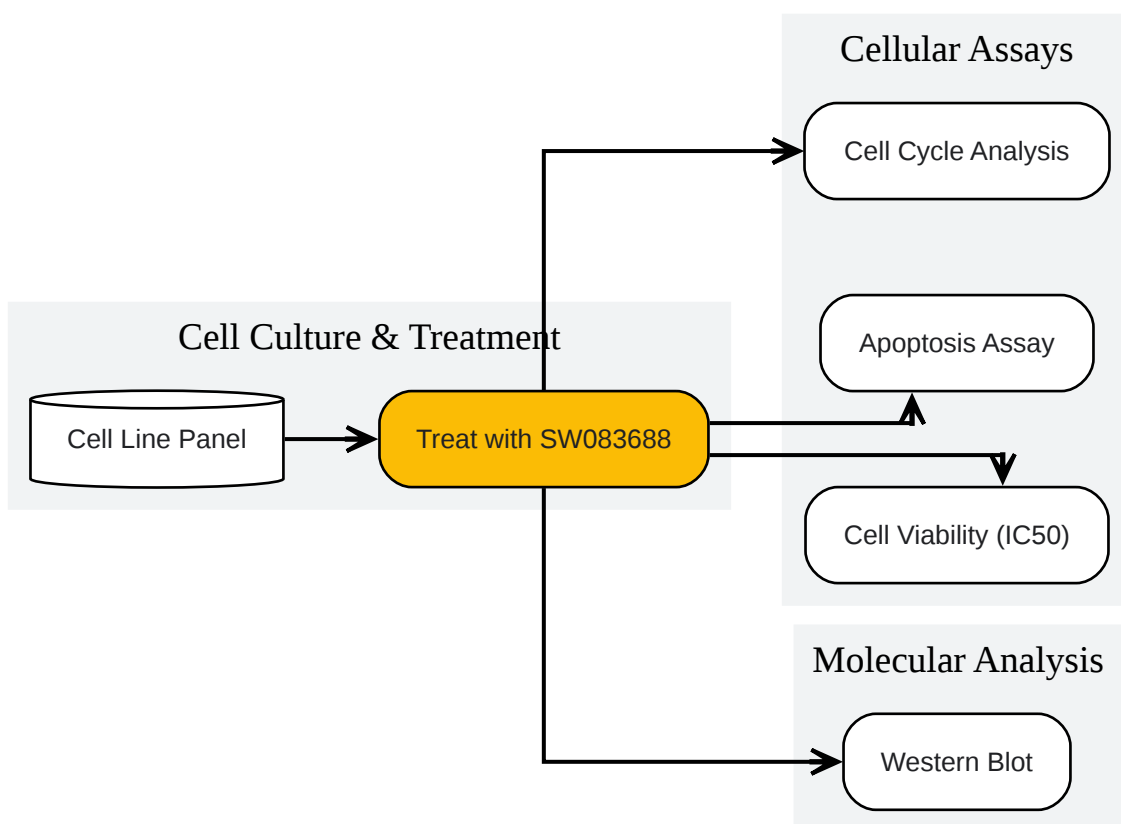 Cellular Assays
Cell Cycle Analysis
Cell Culture & Treatment
Apoptosis Assay
Cell Line Panel
Treat with SW083688
Cell Viability (IC50)
Molecular Analysis
Western Blot